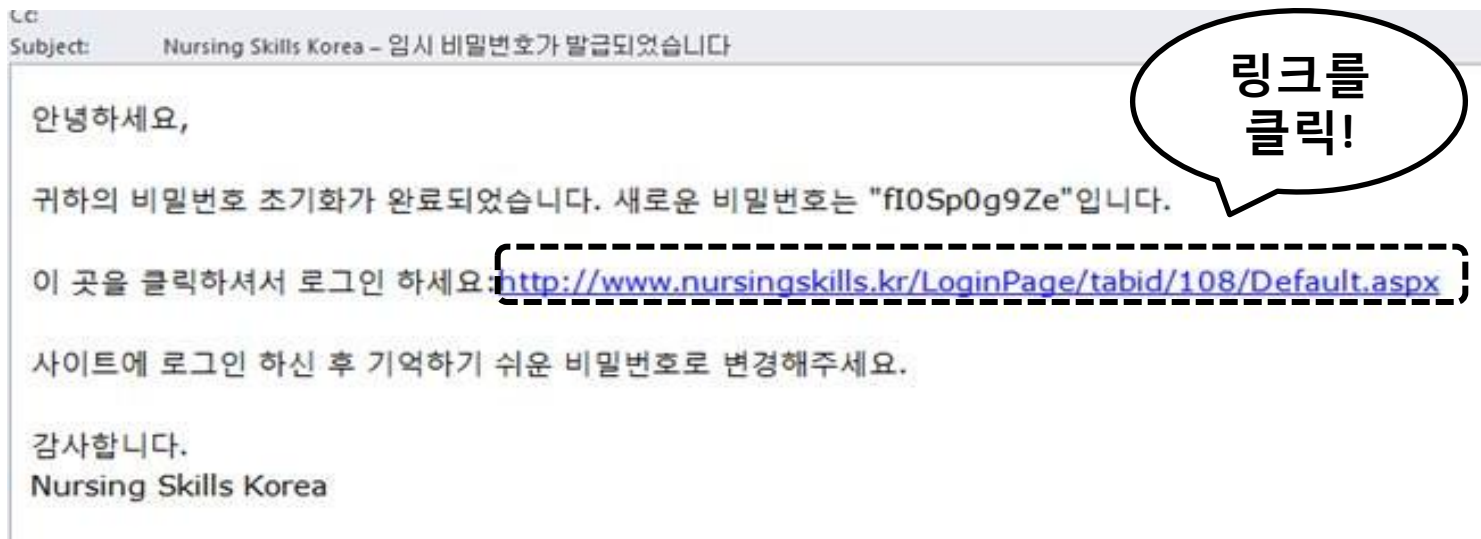 Cc:
Subject: Nursing Skills Korea – 임시 비밀번호가 발급되었습니다
링크를
클릭!
안녕하세요,
귀하의 비밀번호 초기화가 완료되었습니다. 새로운 비밀번호는 "fI0Sp0g9Ze"입니다.
이 곳을 클릭하셔서 로그인 하세요:http://www.nursingskills.kr/LoginPage/tabid/108/Default.aspx
사이트에 로그인 하신 후 기억하기 쉬운 비밀번호로 변경해주세요.
감사합니다.
Nursing Skills Korea